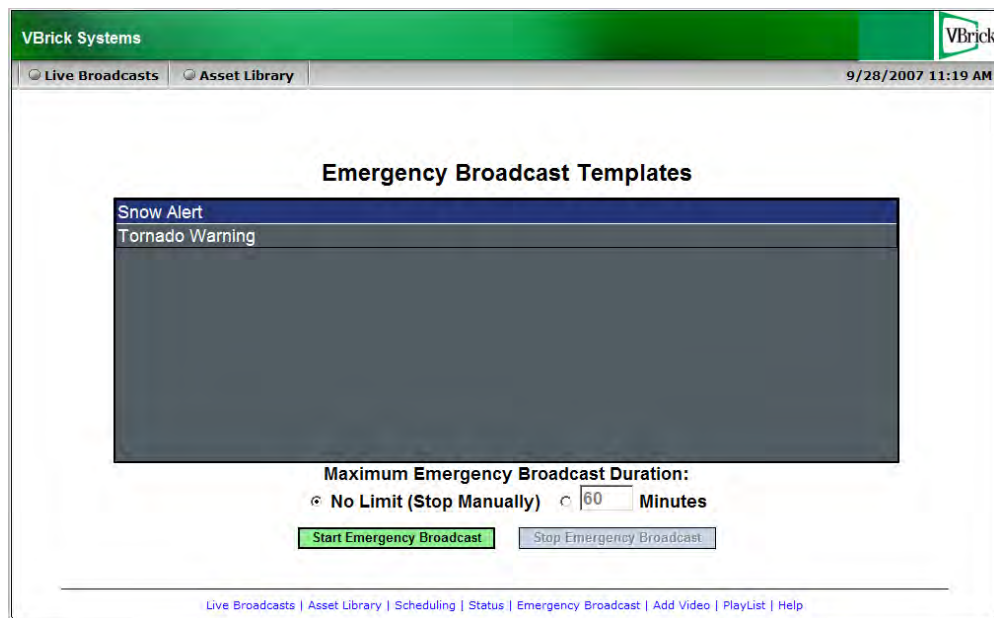 VBrick Systems
VBrick
Live Broadcasts Asset Library 9/28/2007 11:19 AM
Emergency Broadcast Templates
Snow Alert
Tornado Warning
Maximum Emergency Broadcast Duration:
No Limit (Stop Manually) 60 Minutes
Start Emergency Broadcast Stop Emergency Broadcast
Live Broadcasts | Asset Library | Scheduling | Status | Emergency Broadcast | Add Video | PlayList | Help